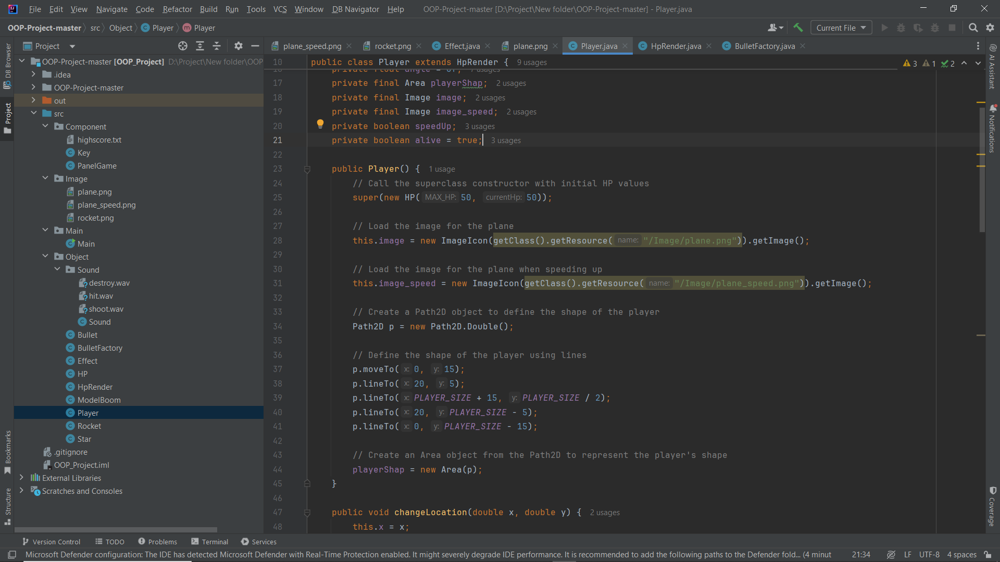 File Edit View Navigate Code Refactor Build Run Tools VCS Window DB Navigator Help OOP-Project-master [D:\Project\New folder\OOP-Project-master] - Player.java
OOP-Project-master src Object Player Player Current File
Project
plane_speed.png rocket.png Effect.java plane.png Player.java HpRender.java BulletFactory.java
DB Browser
Project
Bookmarks
Structure
OOP-Project-master [OOP_Project] D:\Project\New folder\OOP
.idea
OOP-Project-master
out
src
Component
highscore.txt
Key
PanelGame
Image
plane.png
plane_speed.png
rocket.png
Main
Main
Object
Sound
destroy.wav
hit.wav
shoot.wav
Sound
Bullet
BulletFactory
Effect
HP
HpRender
ModelBoom
Player
Rocket
Star
.gitignore
OOP_Project.iml
External Libraries
Scratches and Consoles
10 public class Player extends HpRender { 9 usages
3 1 2
17 private final Area playerShap; 2 usages
18 private final Image image; 2 usages
19 private final Image image_speed; 2 usages
20 private boolean speedUp; 3 usages
21 private boolean alive = true; 3 usages
22
23 public Player() { 1 usage
24 // Call the superclass constructor with initial HP values
25 super(new HP( MAX_HP: 50, currentHp: 50));
26
27 // Load the image for the plane
28 this.image = new ImageIcon(getClass().getResource( name: "/Image/plane.png")).getImage();
29
30 // Load the image for the plane when speeding up
31 this.image_speed = new ImageIcon(getClass().getResource( name: "/Image/plane_speed.png")).getImage();
32
33 // Create a Path2D object to define the shape of the player
34 Path2D p = new Path2D.Double();
35
36 // Define the shape of the player using lines
37 p.moveTo( x: 0, y: 15);
38 p.lineTo( x: 20, y: 5);
39 p.lineTo( x: PLAYER_SIZE + 15, y: PLAYER_SIZE / 2);
40 p.lineTo( x: 20, y: PLAYER_SIZE - 5);
41 p.lineTo( x: 0, y: PLAYER_SIZE - 15);
42
43 // Create an Area object from the Path2D to represent the player's shape
44 playerShap = new Area(p);
45 }
46
47 public void changeLocation(double x, double y) { 2 usages
48 this.x = x;
AI Assistant
Notifications
Coverage
Version Control TODO Problems Terminal Services
Microsoft Defender configuration: The IDE has detected Microsoft Defender with Real-Time Protection enabled. It might severely degrade IDE performance. It is recommended to add the following paths to the Defender fold... (4 minut 21:34 LF UTF-8 4 spaces